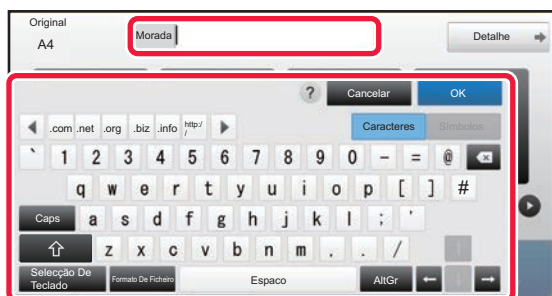 Original
A4
Morada
Detalhe
? Cancelar OK
.com .net .org .biz .info http:/
/
Caracteres Símbolos
` 1 2 3 4 5 6 7 8 9 0 - = @
q w e r t y u i o p [ ] #
Caps a s d f g h j k l ; '
z x c v b n m . . /
Selecção De
Teclado
Formato De Ficheiro
Espaco
AltGr